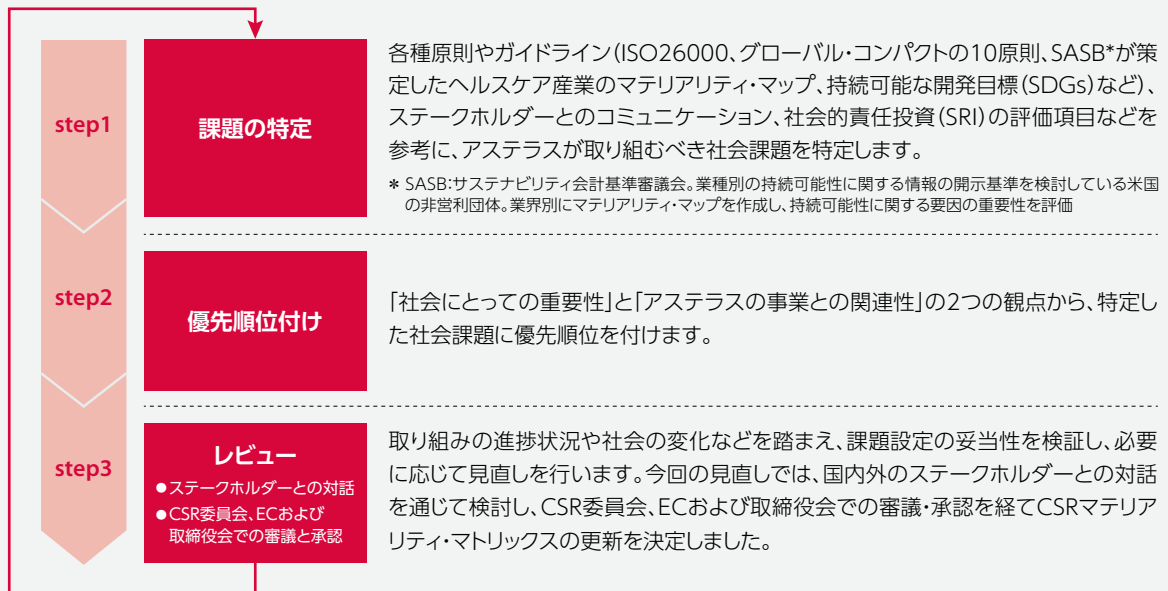 step1
課題の特定
各種原則やガイドライン（ISO26000、グローバル・コンパクトの10原則、SASB*が策
定したヘルスケア産業のマテリアリティ・マップ、持続可能な開発目標（SDGs）など）、
ステークホルダーとのコミュニケーション、社会的責任投資（SRI）の評価項目などを
参考に、アステラスが取り組むべき社会課題を特定します。
* SASB：サステナビリティ会計基準審議会。業種別の持続可能性に関する情報の開示基準を検討している米国
の非営利団体。業界別にマテリアリティ・マップを作成し、持続可能性に関する要因の重要性を評価
step2
優先順位付け
「社会にとっての重要性」と「アステラスの事業との関連性」の2つの観点から、特定し
た社会課題に優先順位を付けます。
step3
レビュー
●ステークホルダーとの対話
●CSR委員会、ECおよび
取締役会での審議と承認
取り組みの進捗状況や社会の変化などを踏まえ、課題設定の妥当性を検証し、必要
に応じて見直しを行います。今回の見直しでは、国内外のステークホルダーとの対話
を通じて検討し、CSR委員会、ECおよび取締役会での審議・承認を経てCSRマテリア
リティ・マトリックスの更新を決定しました。